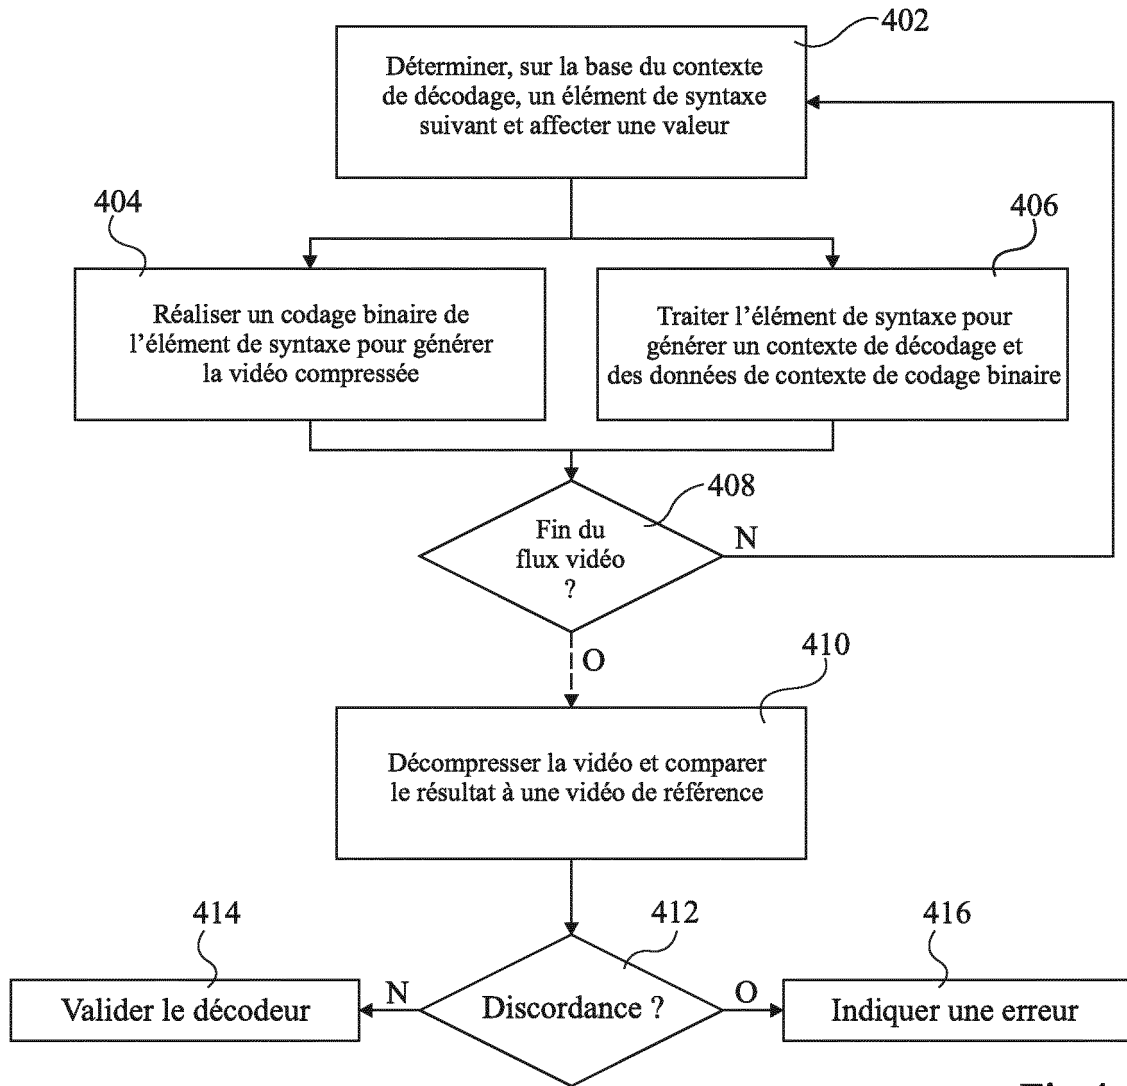 402
Déterminer, sur la base du contexte
de décodage, un élément de syntaxe
suivant et affecter une valeur
404
406
Réaliser un codage binaire de
l'élément de syntaxe pour générer
la vidéo compressée
Traiter l'élément de syntaxe pour
générer un contexte de décodage et
des données de contexte de codage binaire
408
Fin du
flux vidéo
?
N
O
410
Décompresser la vidéo et comparer
le résultat à une vidéo de référence
414
412
416
Valider le décodeur
N
Discordance ?
O
Indiquer une erreur